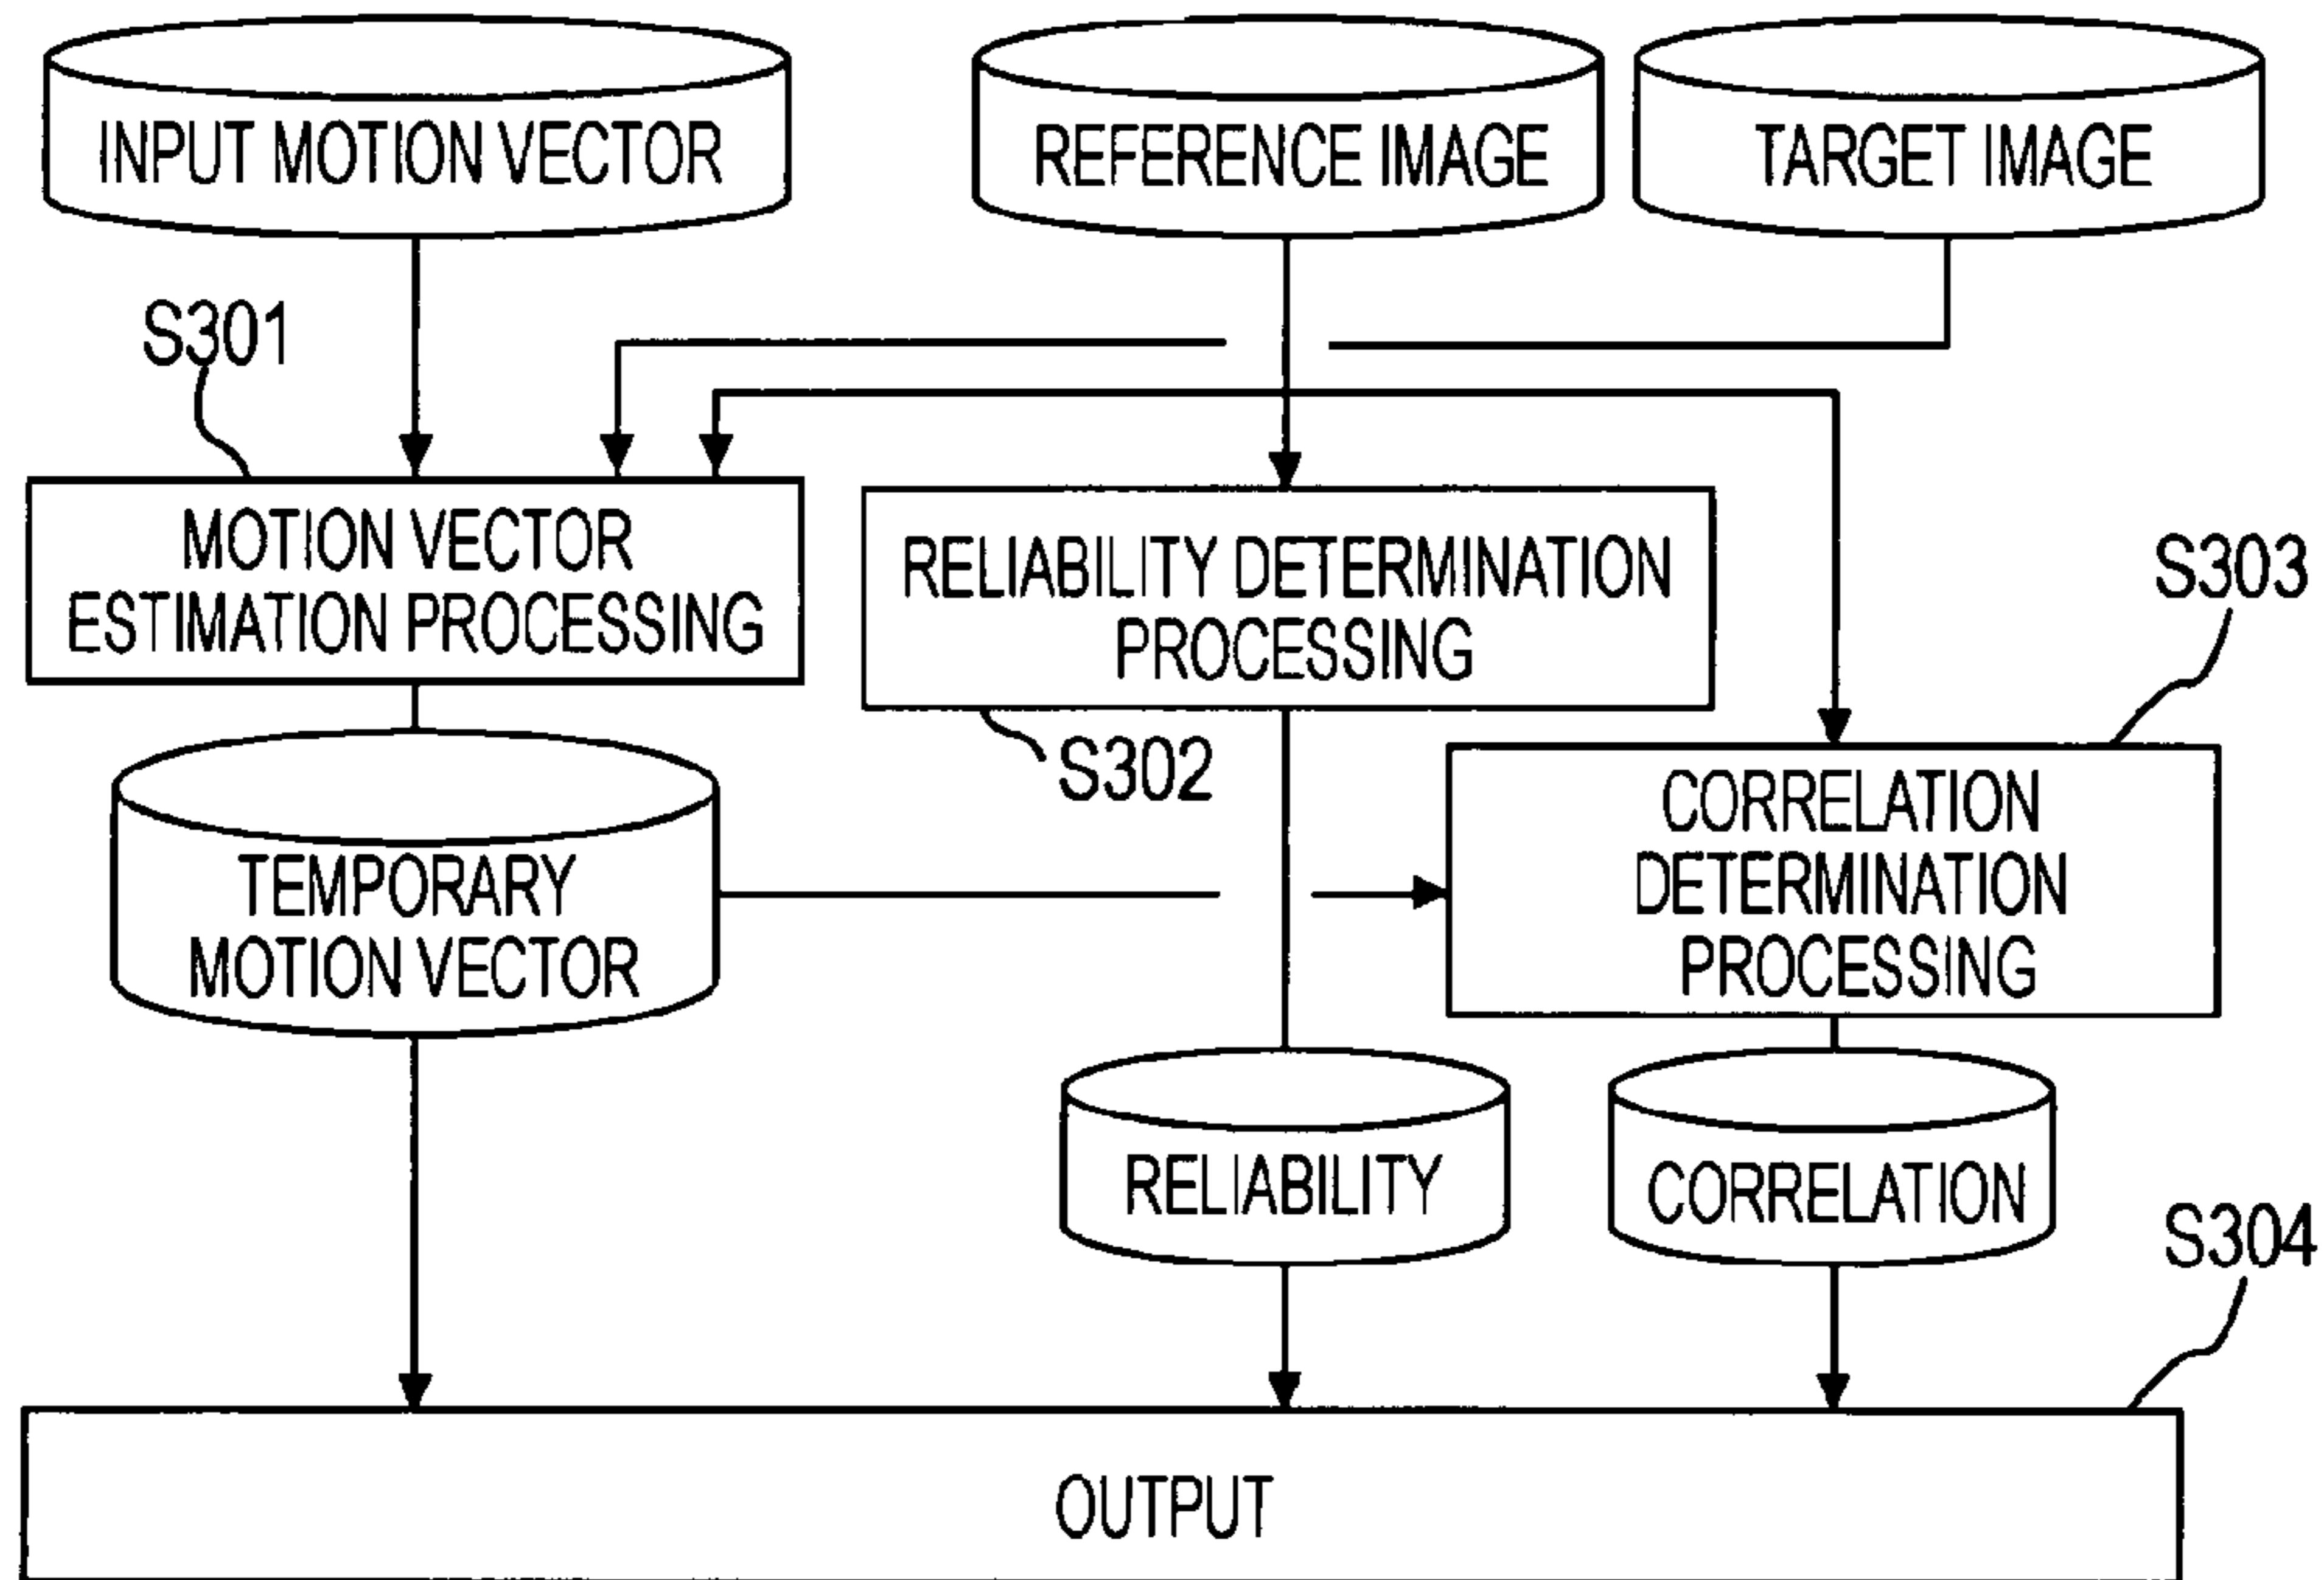 INPUT MOTION VECTOR
REFERENCE IMAGE
TARGET IMAGE
S301
MOTION VECTOR
ESTIMATION PROCESSING
RELIABILITY DETERMINATION
PROCESSING
S302
S303
CORRELATION
DETERMINATION
PROCESSING
TEMPORARY
MOTION VECTOR
RELIABILITY
CORRELATION
S304
OUTPUT